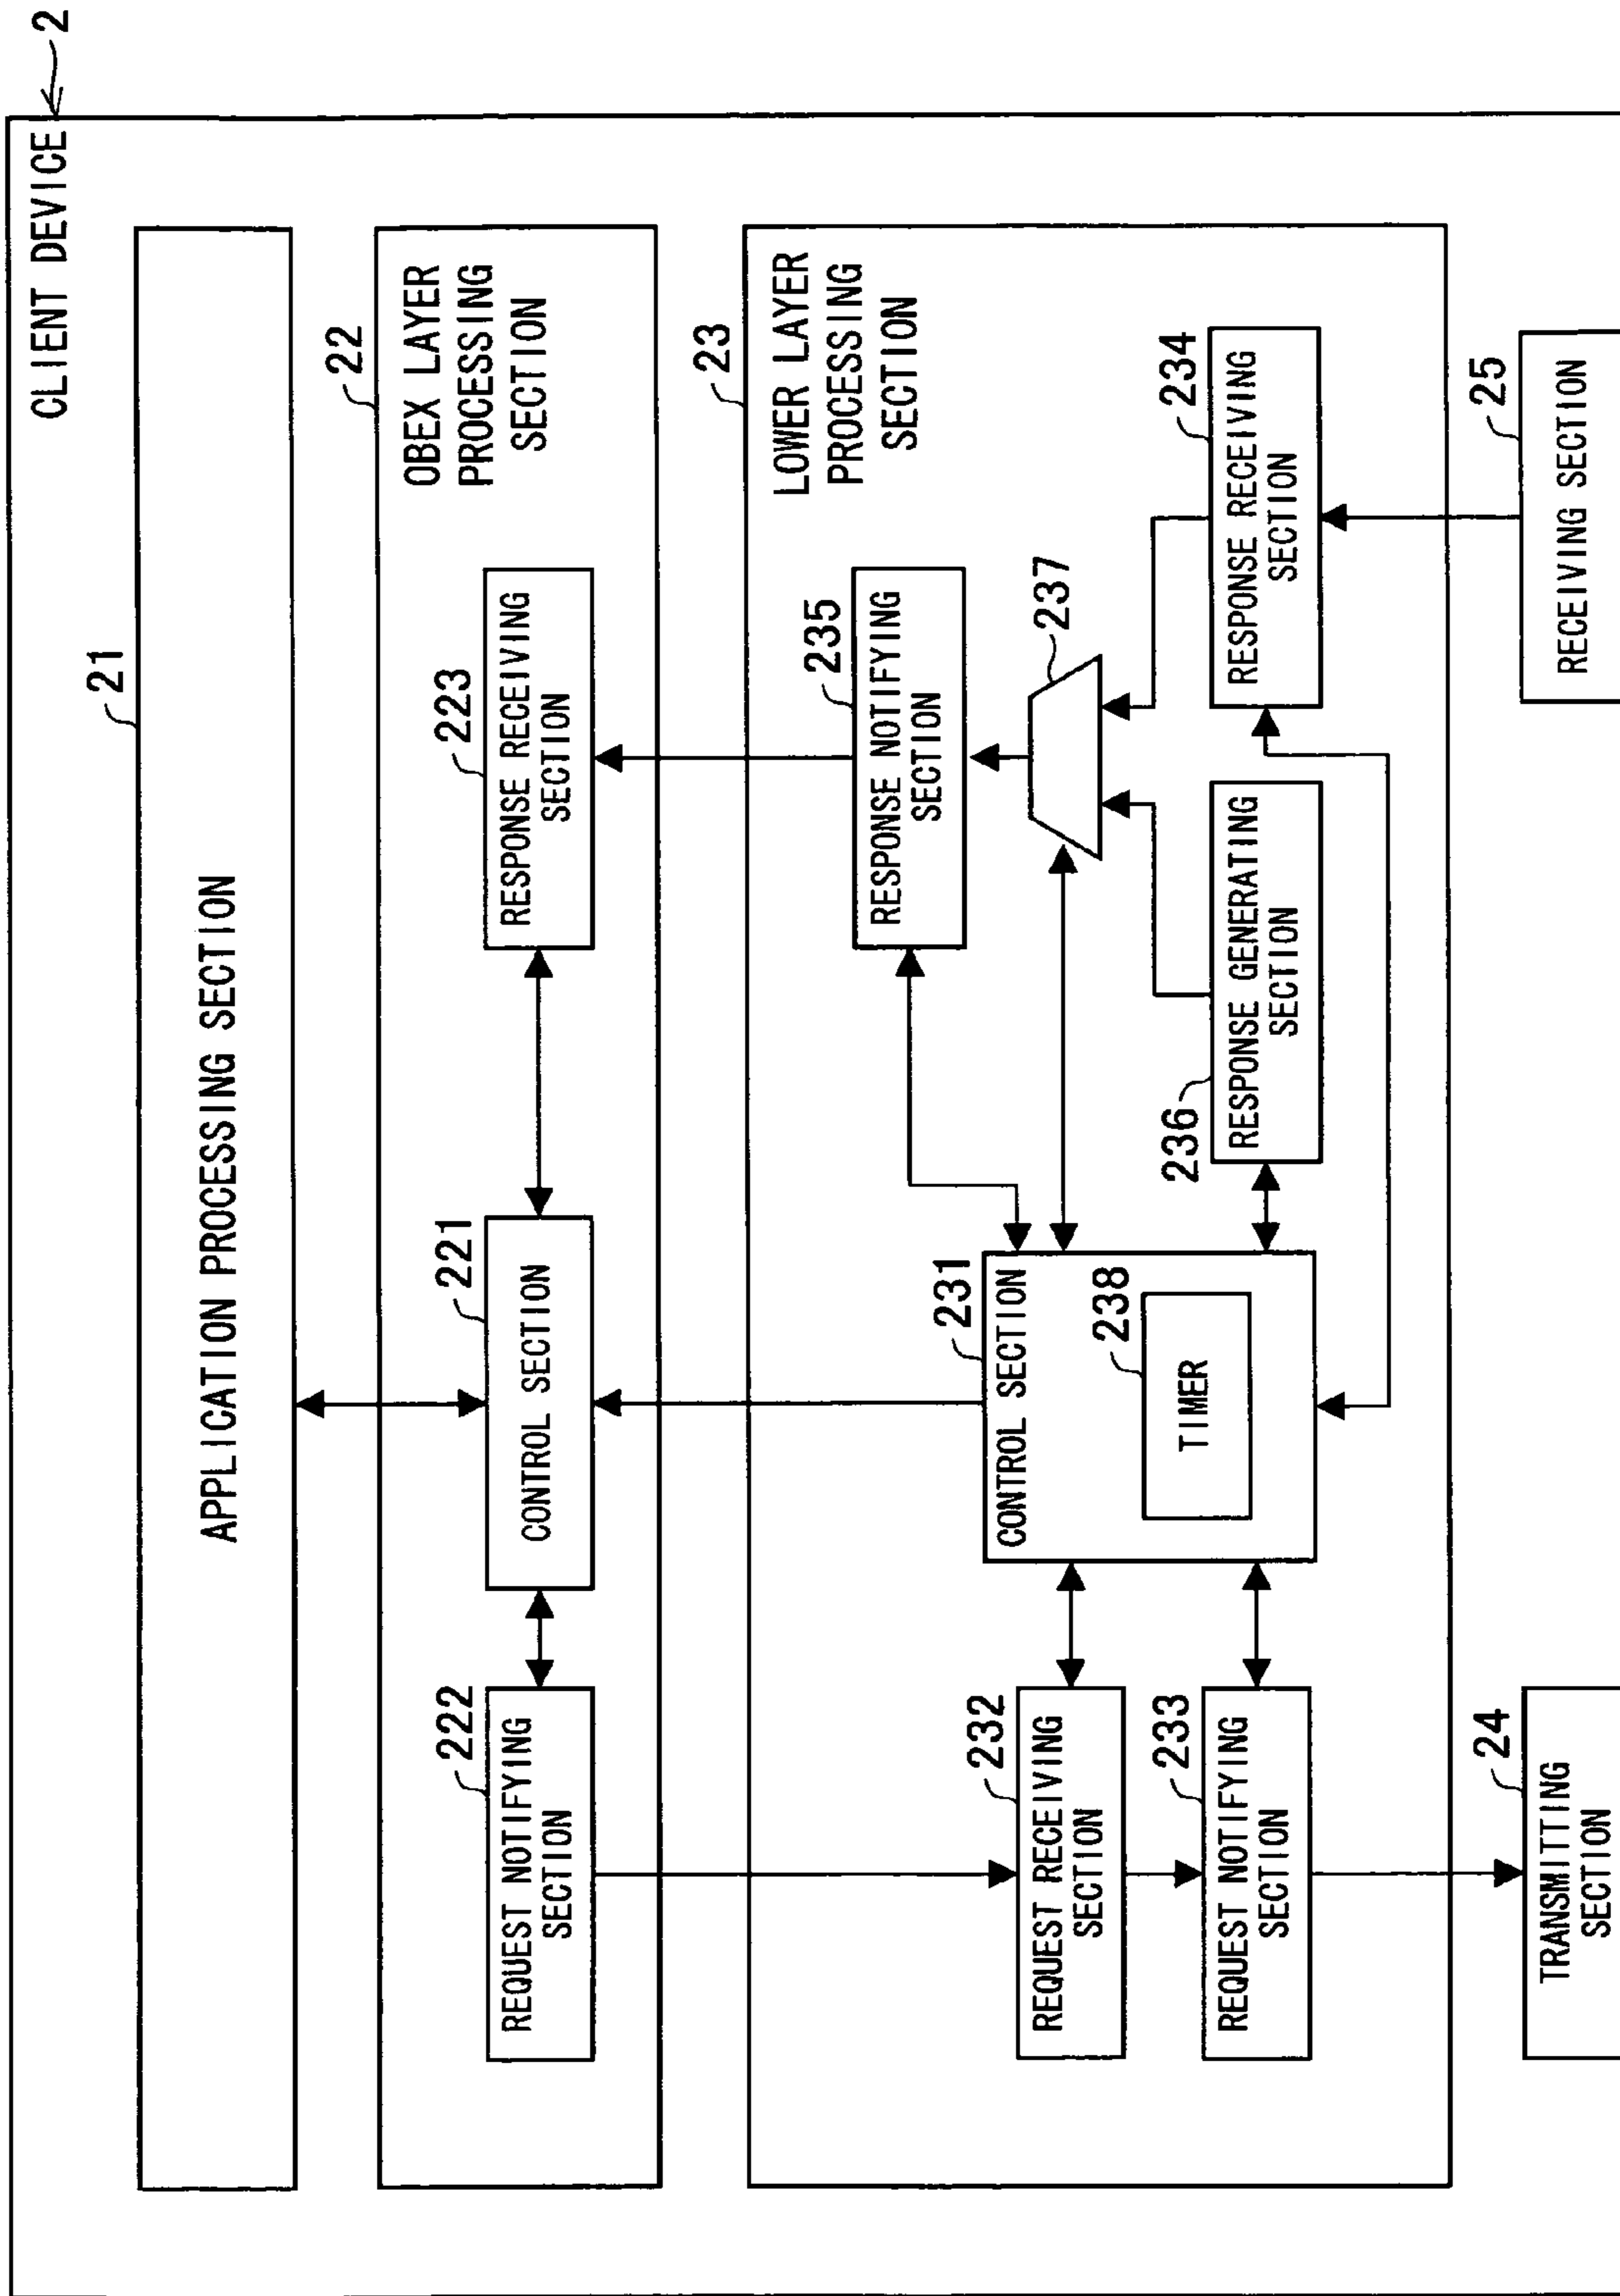 CLIENT DEVICE
2
21
APPLICATION PROCESSING SECTION
22
OBEX LAYER
PROCESSING
SECTION
222
REQUEST NOTIFYING
SECTION
221
CONTROL SECTION
223
RESPONSE RECEIVING
SECTION
23
LOWER LAYER
PROCESSING
SECTION
235
RESPONSE NOTIFYING
SECTION
231
CONTROL SECTION
237
232
REQUEST RECEIVING
SECTION
238
TIMER
233
REQUEST NOTIFYING
SECTION
236
RESPONSE GENERATING
SECTION
234
RESPONSE RECEIVING
SECTION
24
TRANSMITTING
SECTION
25
RECEIVING SECTION